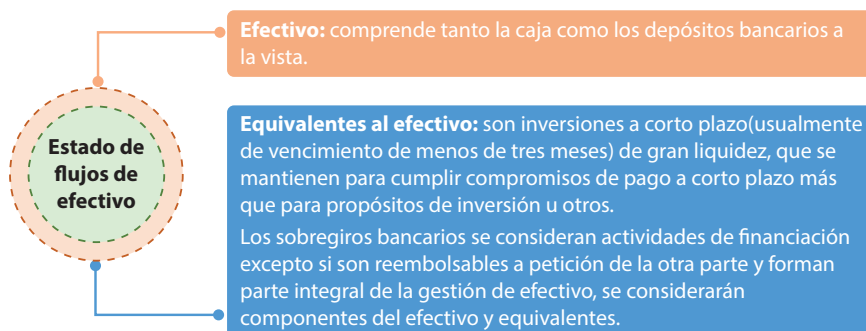 Efectivo: comprende tanto la caja como los depósitos bancarios a
la vista.
Estado de
flujos de
efectivo
Equivalentes al efectivo: son inversiones a corto plazo(usualmente
de vencimiento de menos de tres meses) de gran liquidez, que se
mantienen para cumplir compromisos de pago a corto plazo más
que para propósitos de inversión u otros.
Los sobregiros bancarios se consideran actividades de financiación
excepto si son reembolsables a petición de la otra parte y forman
parte integral de la gestión de efectivo, se considerarán
componentes del efectivo y equivalentes.